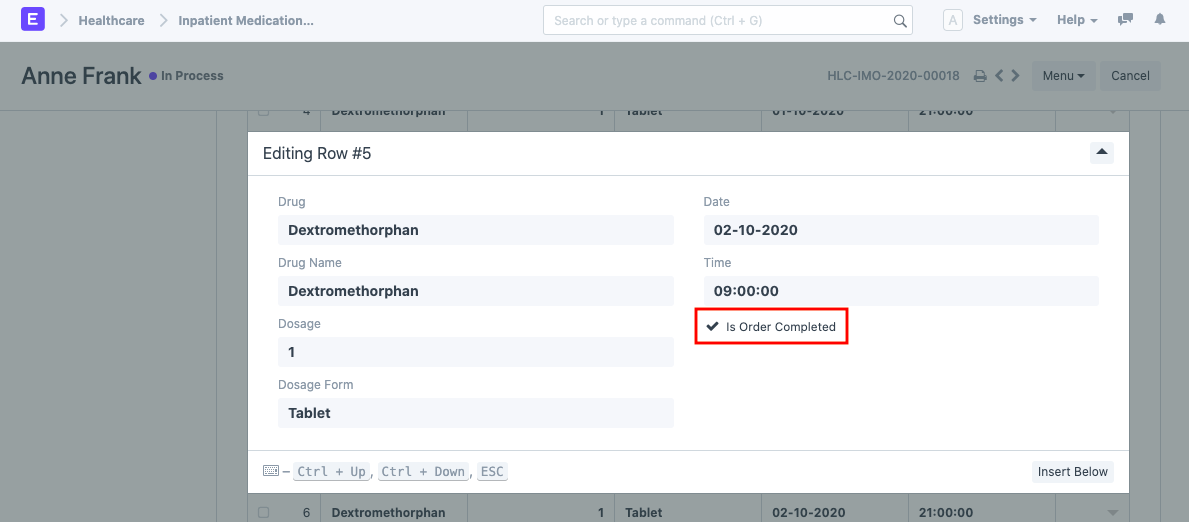 E Healthcare Inpatient Medication... Search or type a command (Ctrl + G) A Settings Help
Anne Frank In Process HLC-IMO-2020-00018 Menu Cancel
4 Dextromethorphan 1 Tablet 01-10-2020 21:00:00
Editing Row #5
Drug
Dextromethorphan
Drug Name
Dextromethorphan
Dosage
1
Dosage Form
Tablet
Date
02-10-2020
Time
09:00:00
Is Order Completed
– Ctrl + Up, Ctrl + Down, ESC Insert Below
6 Dextromethorphan 1 Tablet 02-10-2020 21:00:00